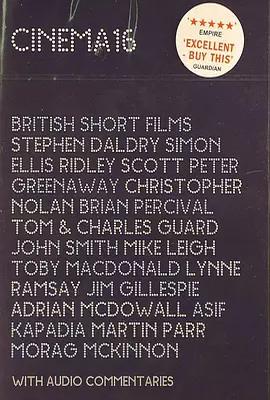 CINEMA16
'★★★★★'
EMPIRE
'EXCELLENT
- BUY THIS'
GUARDIAN
BRITISH SHORT FILMS
STEPHEN DALDRY SIMON
ELLIS RIDLEY SCOTT PETER
GREENAWAY CHRISTOPHER
NOLAN BRIAN PERCIVAL
TOM & CHARLES GUARD
JOHN SMITH MIKE LEIGH
TOBY MACDONALD LYNNE
RAMSAY JIM GILLESPIE
ADRIAN MCDOWALL ASIF
KAPADIA MARTIN PARR
MORAG MCKINNON
WITH AUDIO COMMENTARIES